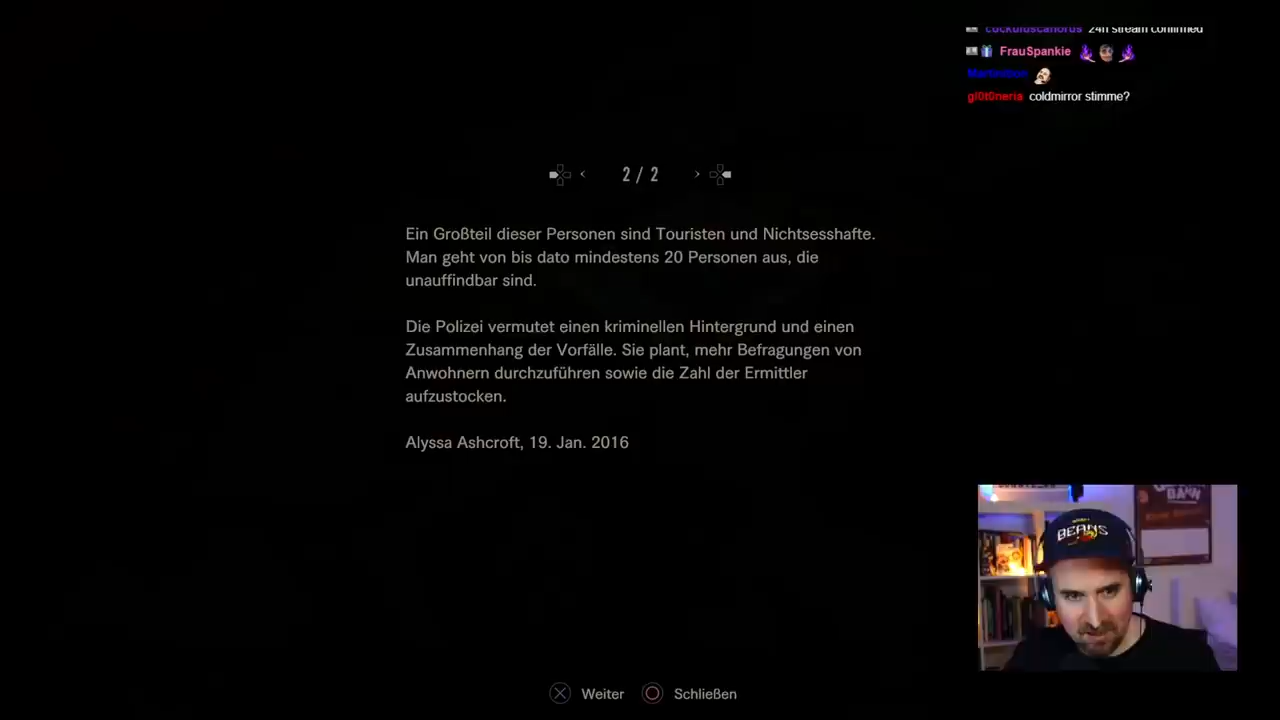 24h stream confirmed
FrauSpankie
gl0t0neria coldmirror stimme?
2 / 2
Ein Großteil dieser Personen sind Touristen und Nichtsesshafte.
Man geht von bis dato mindestens 20 Personen aus, die
unauffindbar sind.
Die Polizei vermutet einen kriminellen Hintergrund und einen
Zusammenhang der Vorfälle. Sie plant, mehr Befragungen von
Anwohnern durchzuführen sowie die Zahl der Ermittler
aufzustocken.
Alyssa Ashcroft, 19. Jan. 2016
BEANS
Weiter
Schließen